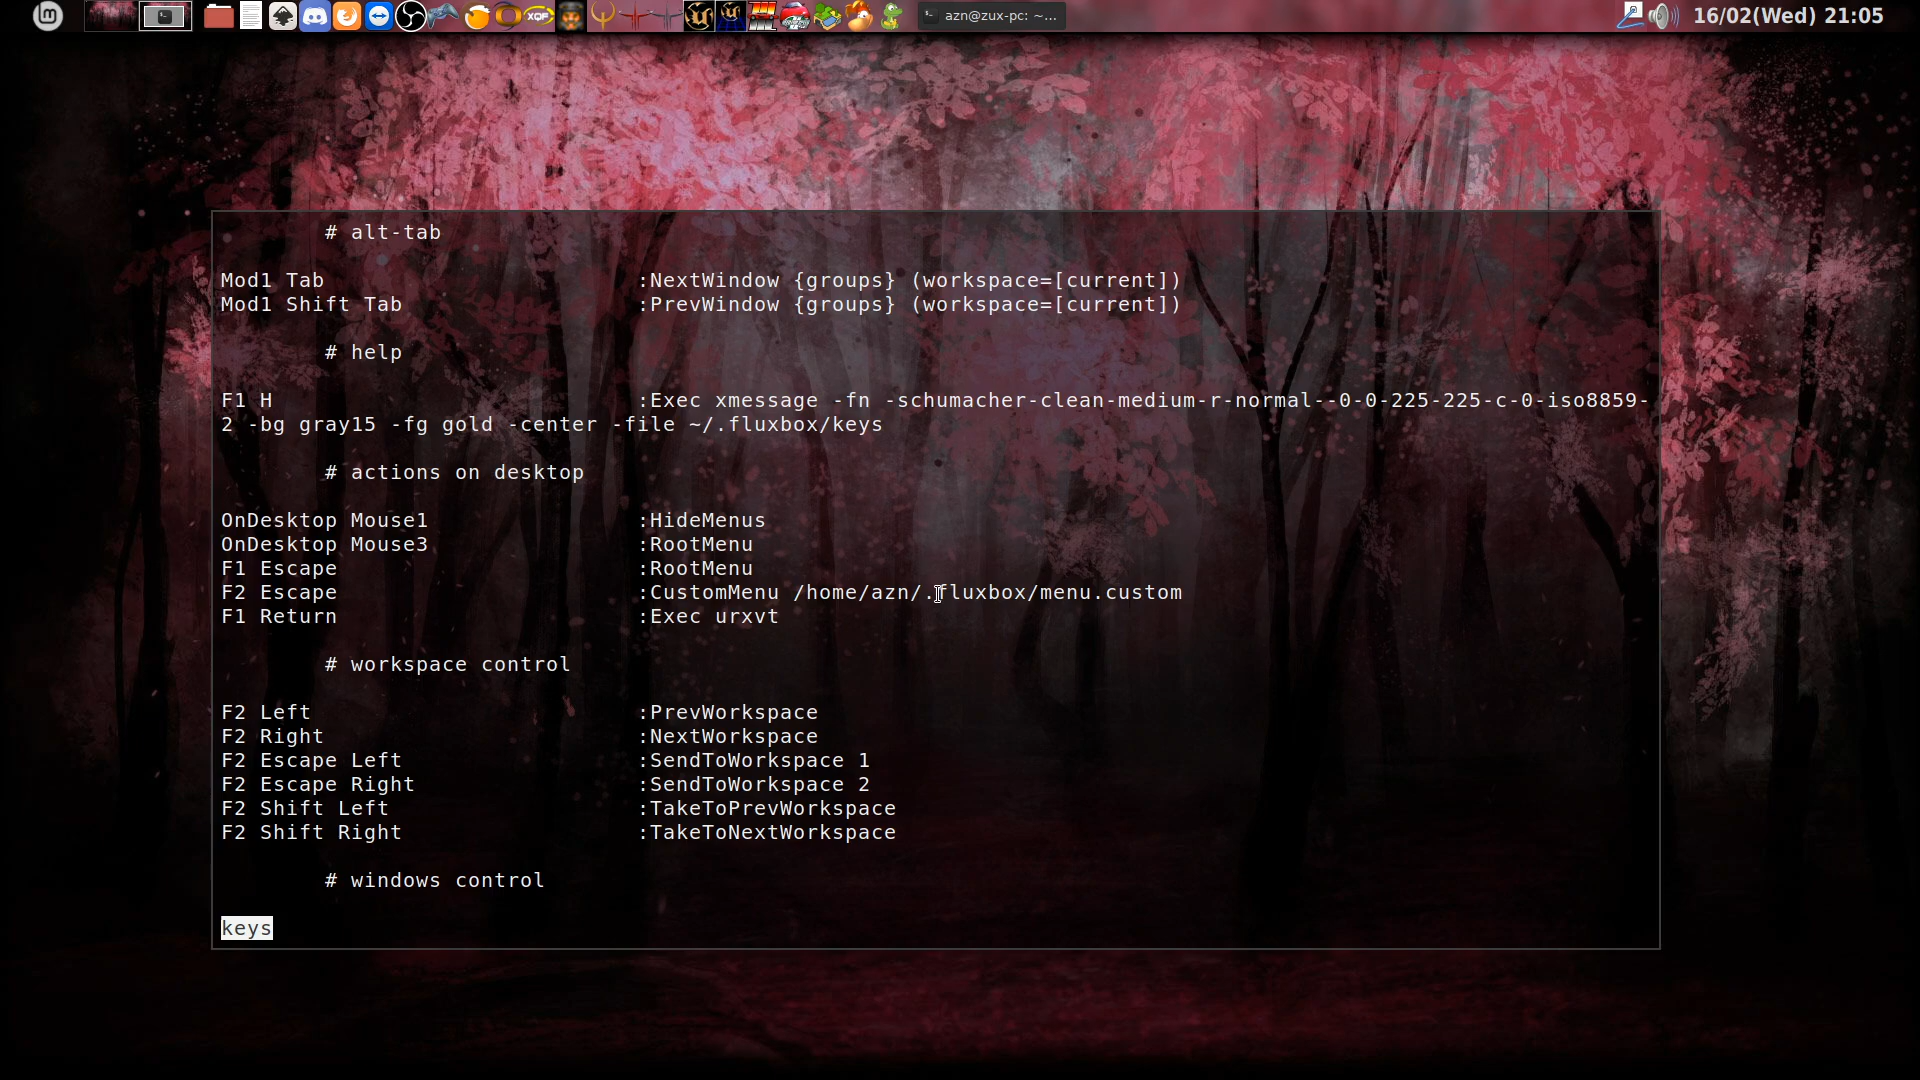 XQF
azn@zux-pc: ~...
16/02(Wed) 21:05
# alt-tab
Mod1 Tab :NextWindow {groups} (workspace=[current])
Mod1 Shift Tab :PrevWindow {groups} (workspace=[current])
# help
F1 H :Exec xmessage -fn -schumacher-clean-medium-r-normal--0-0-225-225-c-0-iso8859-
2 -bg gray15 -fg gold -center -file ~/.fluxbox/keys
# actions on desktop
OnDesktop Mouse1 :HideMenus
OnDesktop Mouse3 :RootMenu
F1 Escape :RootMenu
F2 Escape :CustomMenu /home/azn/.fluxbox/menu.custom
F1 Return :Exec urxvt
# workspace control
F2 Left :PrevWorkspace
F2 Right :NextWorkspace
F2 Escape Left :SendToWorkspace 1
F2 Escape Right :SendToWorkspace 2
F2 Shift Left :TakeToPrevWorkspace
F2 Shift Right :TakeToNextWorkspace
# windows control
keys